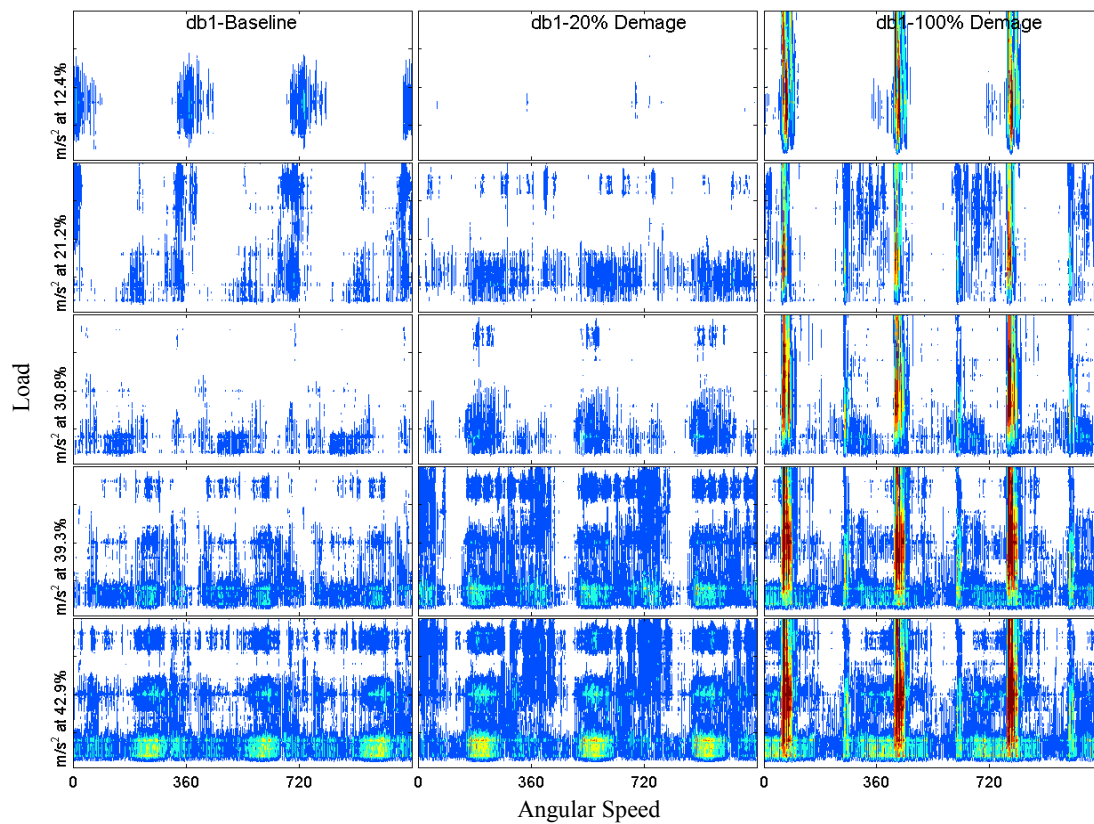 db1-Baseline
db1-20% Demage
db1-100% Demage
m/s² at 12.4%
m/s² at 21.2%
m/s² at 30.8%
m/s² at 39.3%
m/s² at 42.9%
Load
0 360 720 0 360 720 0 360 720
Angular Speed